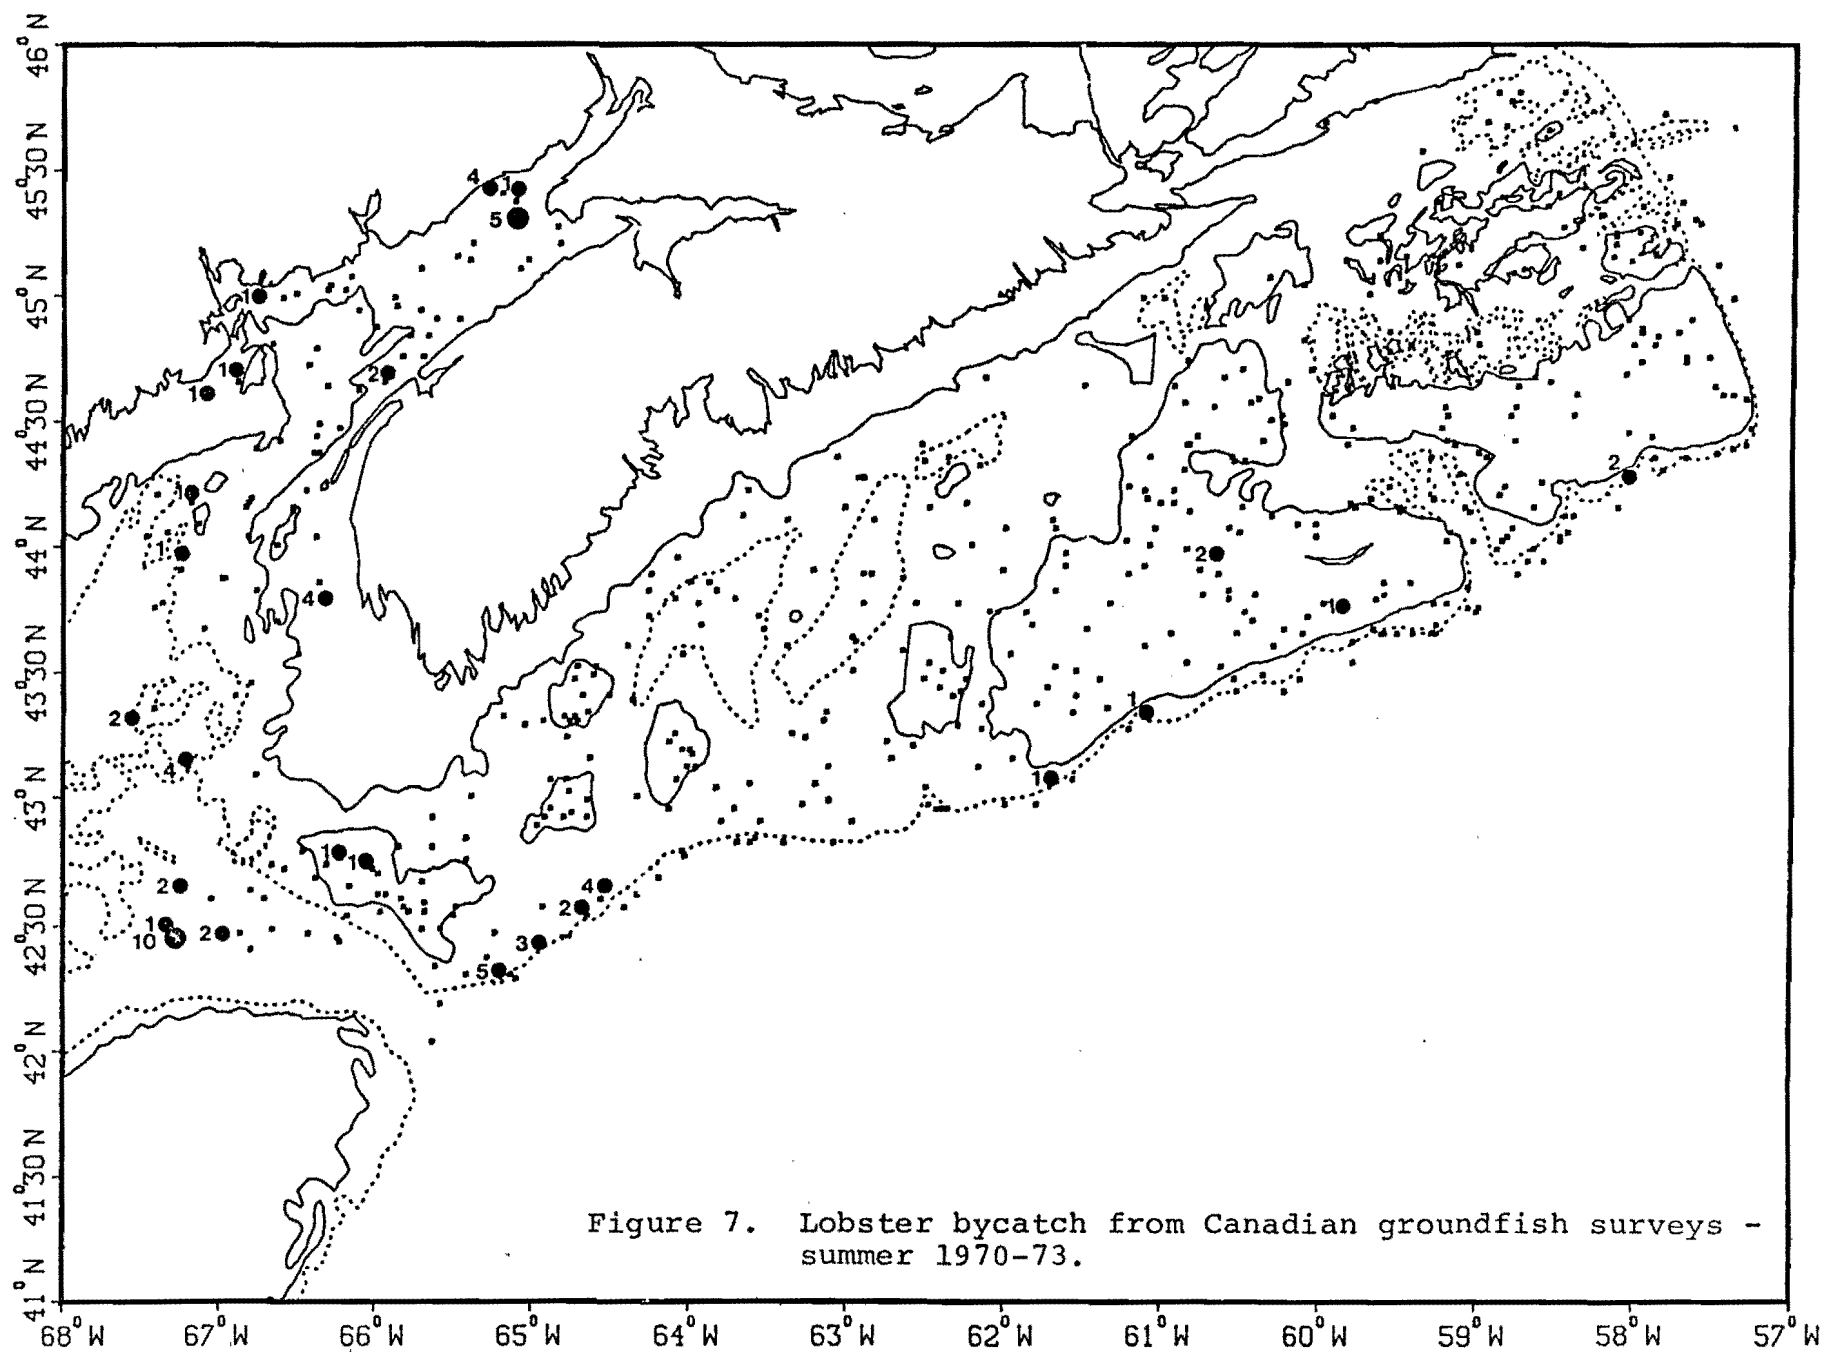 46° N
45° 30' N
45° N
44° 30' N
44° N
43° 30' N
43° N
42° 30' N
42° N
41° 30' N
41° N
4
1
5
1
1
1
2
1
1
4
2
4
1
1
2
1
10
2
4
2
3
5
2
2
1
1
1
Figure 7. Lobster bycatch from Canadian groundfish surveys -
summer 1970-73.
68° W 67° W 66° W 65° W 64° W 63° W 62° W 61° W 60° W 59° W 58° W 57° W